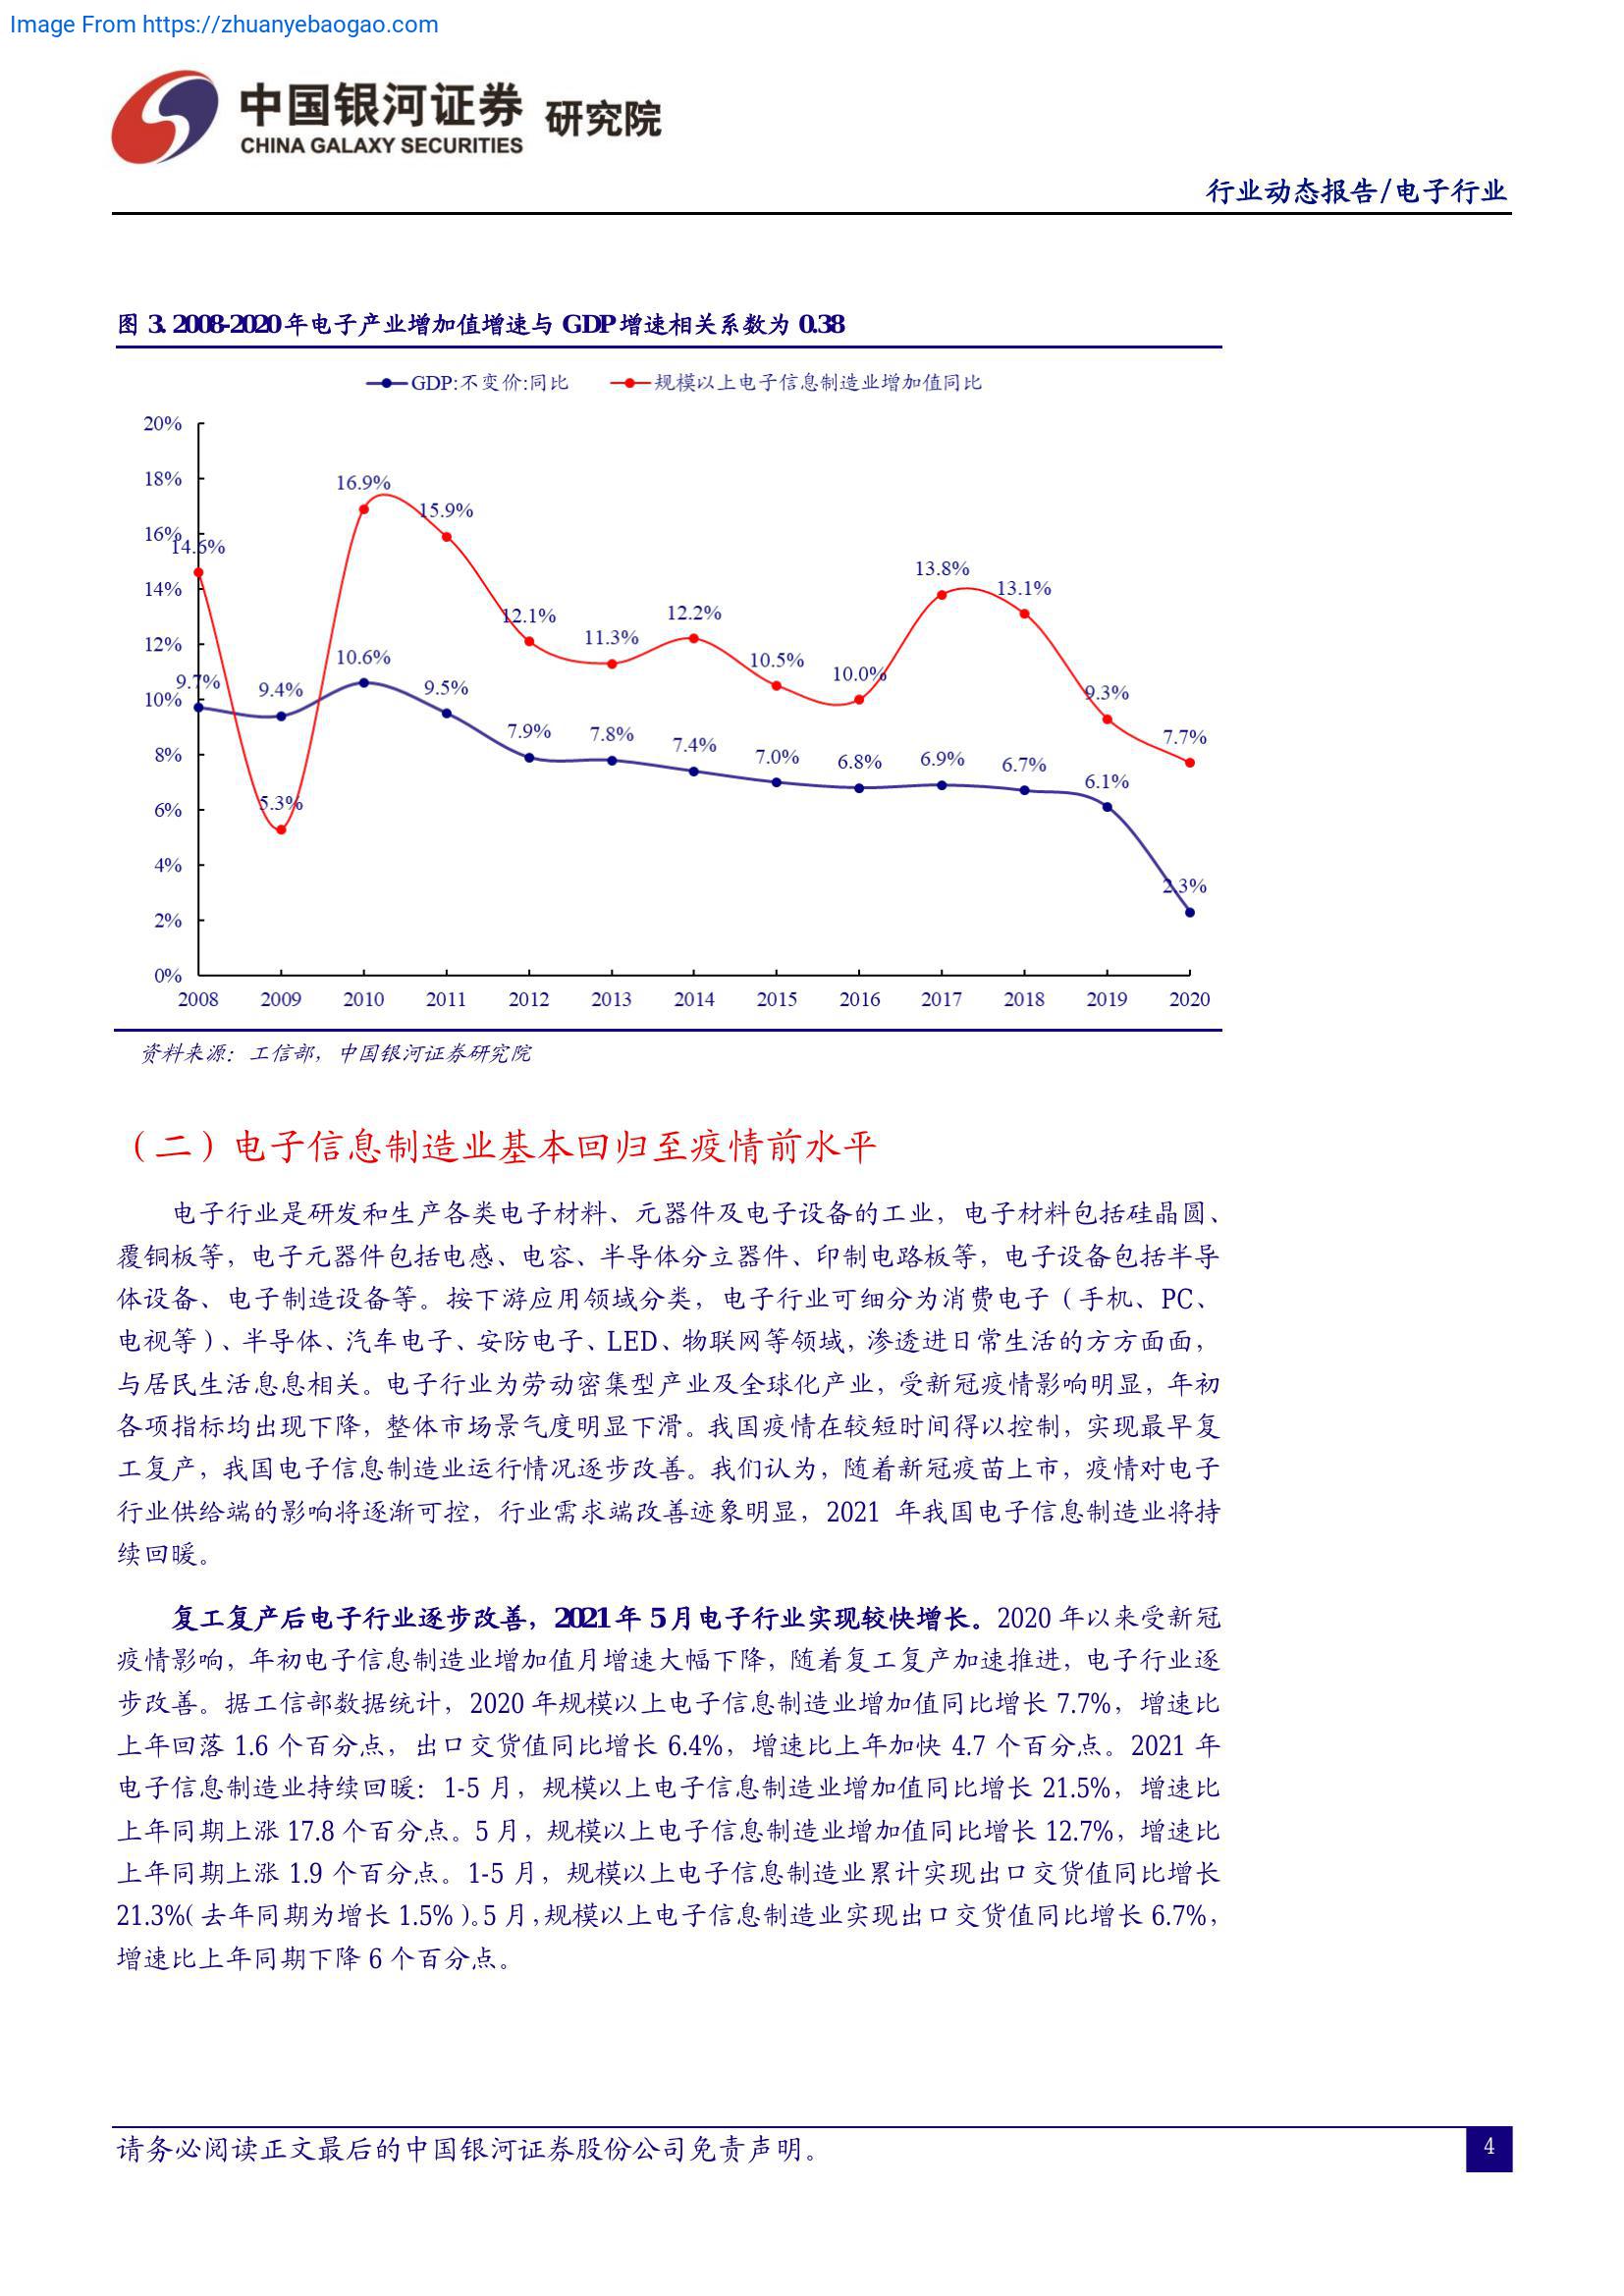 Image From https://zhuanyebaogao.com
中国银河证券 研究院
CHINA GALAXY SECURITIES
行业动态报告/电子行业
图 3. 2008-2020 年电子产业增加值增速与 GDP 增速相关系数为 0.38
GDP:不变价:同比 规模以上电子信息制造业增加值同比
20%
18%
16%
14%
12%
10%
8%
6%
4%
2%
0%
14.6% 5.3% 16.9% 15.9% 12.1% 11.3% 12.2% 10.5% 10.0% 13.8% 13.1% 9.3% 7.7%
9.7% 9.4% 10.6% 9.5% 7.9% 7.8% 7.4% 7.0% 6.8% 6.9% 6.7% 6.1% 2.3%
2008 2009 2010 2011 2012 2013 2014 2015 2016 2017 2018 2019 2020
资料来源：工信部，中国银河证券研究院
（二）电子信息制造业基本回归至疫情前水平
电子行业是研发和生产各类电子材料、元器件及电子设备的工业，电子材料包括硅晶圆、
覆铜板等，电子元器件包括电感、电容、半导体分立器件、印制电路板等，电子设备包括半导
体设备、电子制造设备等。按下游应用领域分类，电子行业可细分为消费电子（手机、PC、
电视等）、半导体、汽车电子、安防电子、LED、物联网等领域，渗透进日常生活的方方面面，
与居民生活息息相关。电子行业为劳动密集型产业及全球化产业，受新冠疫情影响明显，年初
各项指标均出现下降，整体市场景气度明显下滑。我国疫情在较短时间得以控制，实现最早复
工复产，我国电子信息制造业运行情况逐步改善。我们认为，随着新冠疫苗上市，疫情对电子
行业供给端的影响将逐渐可控，行业需求端改善迹象明显，2021 年我国电子信息制造业将持
续回暖。
复工复产后电子行业逐步改善，2021 年 5 月电子行业实现较快增长。2020 年以来受新冠
疫情影响，年初电子信息制造业增加值月增速大幅下降，随着复工复产加速推进，电子行业逐
步改善。据工信部数据统计，2020 年规模以上电子信息制造业增加值同比增长 7.7%，增速比
上年回落 1.6 个百分点，出口交货值同比增长 6.4%，增速比上年加快 4.7 个百分点。2021 年
电子信息制造业持续回暖：1-5 月，规模以上电子信息制造业增加值同比增长 21.5%，增速比
上年同期上涨 17.8 个百分点。5 月，规模以上电子信息制造业增加值同比增长 12.7%，增速比
上年同期上涨 1.9 个百分点。1-5 月，规模以上电子信息制造业累计实现出口交货值同比增长
21.3%（去年同期为增长 1.5%）。5 月，规模以上电子信息制造业实现出口交货值同比增长 6.7%，
增速比上年同期下降 6 个百分点。
请务必阅读正文最后的中国银河证券股份公司免责声明。
4